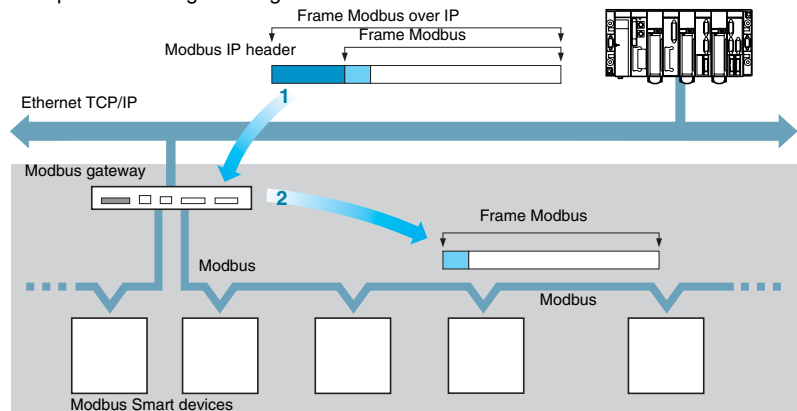 Frame Modbus over IP
Frame Modbus
Modbus IP header
1
Ethernet TCP/IP
Modbus gateway
2
Frame Modbus
Modbus
Modbus
Modbus Smart devices